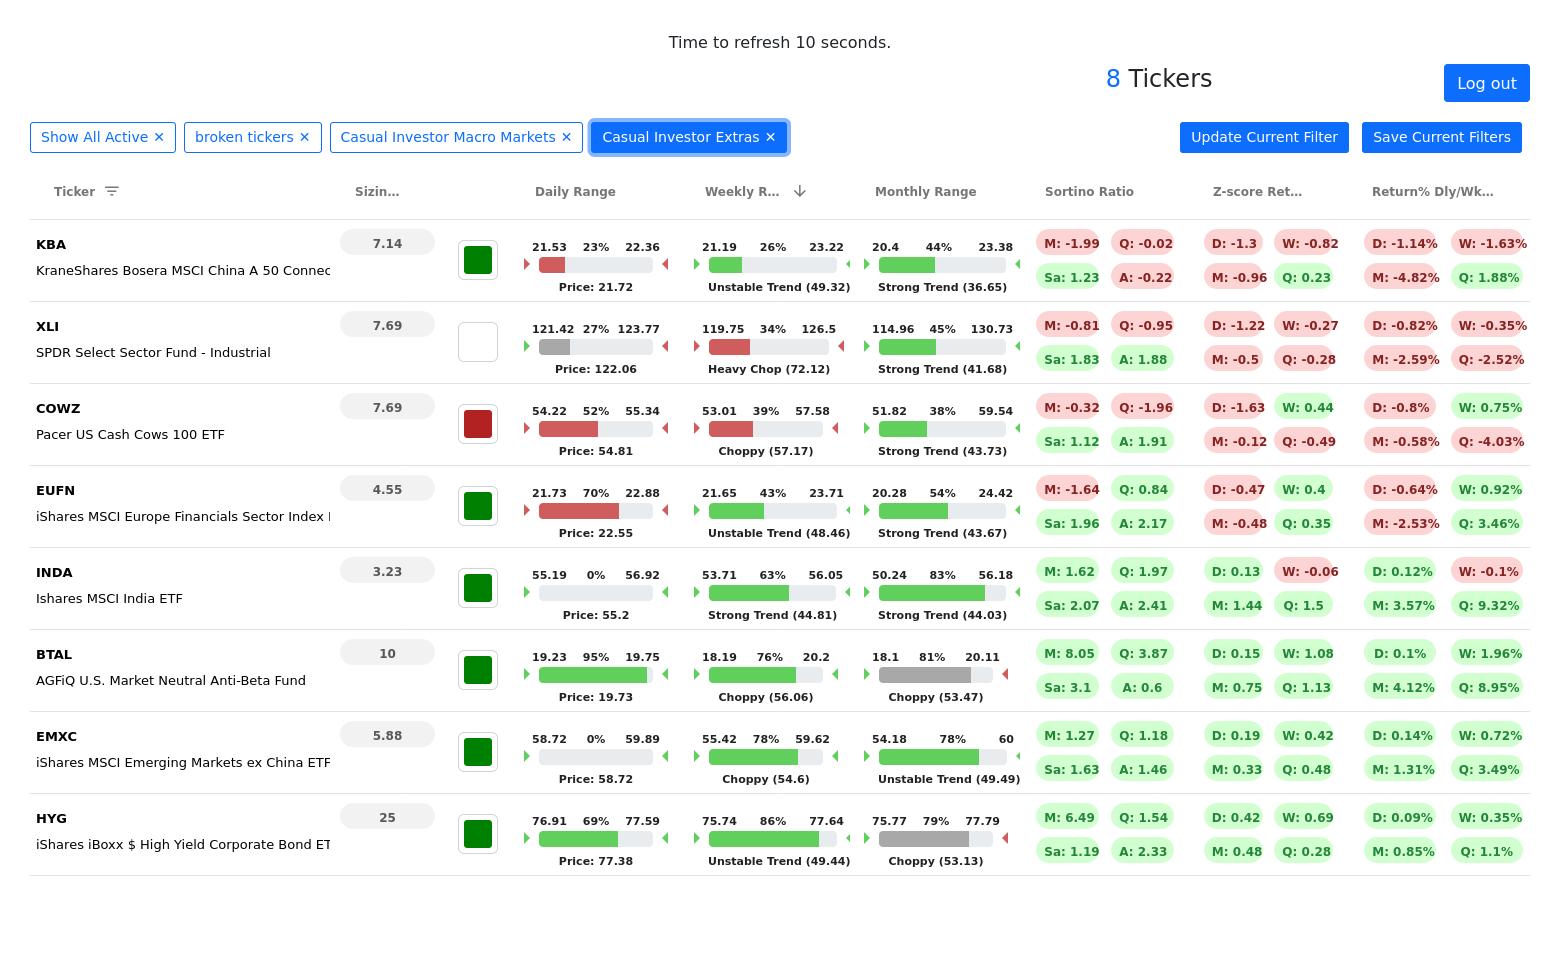 Time to refresh 10 seconds.
8 Tickers
Log out
Show All Active ✕ broken tickers ✕ Casual Investor Macro Markets ✕ Casual Investor Extras ✕ Update Current Filter Save Current Filters
Ticker Sizin... Daily Range Weekly R... Monthly Range Sortino Ratio Z-score Ret... Return% Dly/Wk...
KBA 7.14 21.53 23% 22.36 21.19 26% 23.22 20.4 44% 23.38 M: -1.99 Q: -0.02 D: -1.3 W: -0.82 D: -1.14% W: -1.63%
KraneShares Bosera MSCI China A 50 Connec Sa: 1.23 A: -0.22 M: -0.96 Q: 0.23 M: -4.82% Q: 1.88%
Price: 21.72 Unstable Trend (49.32) Strong Trend (36.65)
XLI 7.69 121.42 27% 123.77 119.75 34% 126.5 114.96 45% 130.73 M: -0.81 Q: -0.95 D: -1.22 W: -0.27 D: -0.82% W: -0.35%
SPDR Select Sector Fund - Industrial Sa: 1.83 A: 1.88 M: -0.5 Q: -0.28 M: -2.59% Q: -2.52%
Price: 122.06 Heavy Chop (72.12) Strong Trend (41.68)
COWZ 7.69 54.22 52% 55.34 53.01 39% 57.58 51.82 38% 59.54 M: -0.32 Q: -1.96 D: -1.63 W: 0.44 D: -0.8% W: 0.75%
Pacer US Cash Cows 100 ETF Sa: 1.12 A: 1.91 M: -0.12 Q: -0.49 M: -0.58% Q: -4.03%
Price: 54.81 Choppy (57.17) Strong Trend (43.73)
EUFN 4.55 21.73 70% 22.88 21.65 43% 23.71 20.28 54% 24.42 M: -1.64 Q: 0.84 D: -0.47 W: 0.4 D: -0.64% W: 0.92%
iShares MSCI Europe Financials Sector Index Sa: 1.96 A: 2.17 M: -0.48 Q: 0.35 M: -2.53% Q: 3.46%
Price: 22.55 Unstable Trend (48.46) Strong Trend (43.67)
INDA 3.23 55.19 0% 56.92 53.71 63% 56.05 50.24 83% 56.18 M: 1.62 Q: 1.97 D: 0.13 W: -0.06 D: 0.12% W: -0.1%
Ishares MSCI India ETF Sa: 2.07 A: 2.41 M: 1.44 Q: 1.5 M: 3.57% Q: 9.32%
Price: 55.2 Strong Trend (44.81) Strong Trend (44.03)
BTAL 10 19.23 95% 19.75 18.19 76% 20.2 18.1 81% 20.11 M: 8.05 Q: 3.87 D: 0.15 W: 1.08 D: 0.1% W: 1.96%
AGFiQ U.S. Market Neutral Anti-Beta Fund Sa: 3.1 A: 0.6 M: 0.75 Q: 1.13 M: 4.12% Q: 8.95%
Price: 19.73 Choppy (56.06) Choppy (53.47)
EMXC 5.88 58.72 0% 59.89 55.42 78% 59.62 54.18 78% 60 M: 1.27 Q: 1.18 D: 0.19 W: 0.42 D: 0.14% W: 0.72%
iShares MSCI Emerging Markets ex China ETF Sa: 1.63 A: 1.46 M: 0.33 Q: 0.48 M: 1.31% Q: 3.49%
Price: 58.72 Choppy (54.6) Unstable Trend (49.49)
HYG 25 76.91 69% 77.59 75.74 86% 77.64 75.77 79% 77.79 M: 6.49 Q: 1.54 D: 0.42 W: 0.69 D: 0.09% W: 0.35%
iShares iBoxx $ High Yield Corporate Bond ET Sa: 1.19 A: 2.33 M: 0.48 Q: 0.28 M: 0.85% Q: 1.1%
Price: 77.38 Unstable Trend (49.44) Choppy (53.13)